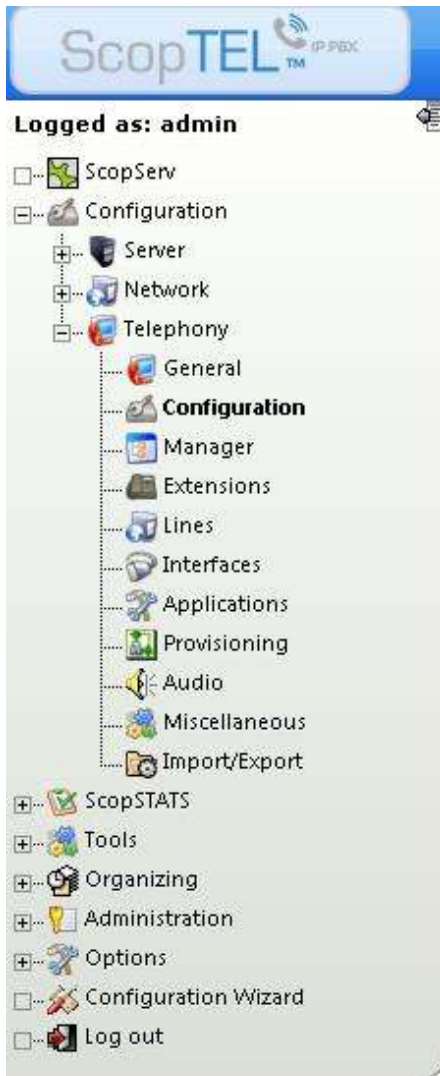 ScopTEL™ IP PBX
Logged as: admin
ScopServ
Configuration
Server
Network
Telephony
General
Configuration
Manager
Extensions
Lines
Interfaces
Applications
Provisioning
Audio
Miscellaneous
Import/Export
ScopSTATS
Tools
Organizing
Administration
Options
Configuration Wizard
Log out